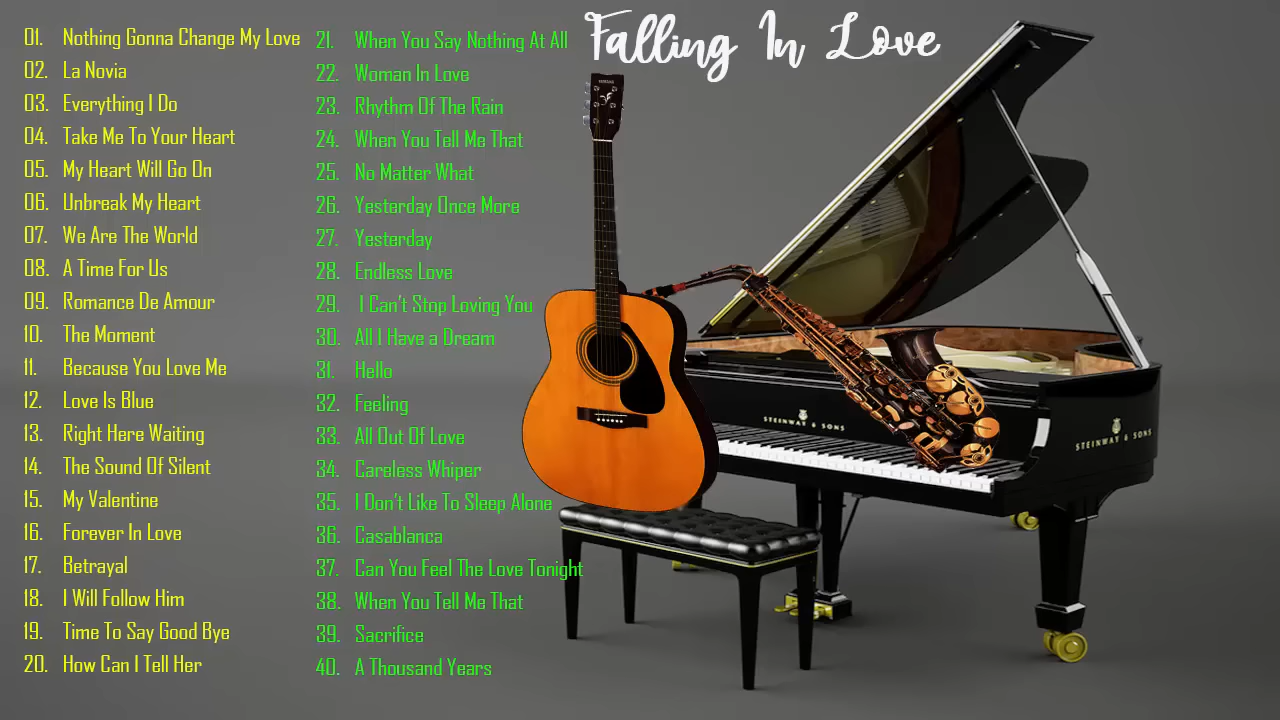 Falling In Love
01. Nothing Gonna Change My Love
02. La Novia
03. Everything I Do
04. Take Me To Your Heart
05. My Heart Will Go On
06. Unbreak My Heart
07. We Are The World
08. A Time For Us
09. Romance De Amour
10. The Moment
11. Because You Love Me
12. Love Is Blue
13. Right Here Waiting
14. The Sound Of Silent
15. My Valentine
16. Forever In Love
17. Betrayal
18. I Will Follow Him
19. Time To Say Good Bye
20. How Can I Tell Her
21. When You Say Nothing At All
22. Woman In Love
23. Rhythm Of The Rain
24. When You Tell Me That
25. No Matter What
26. Yesterday Once More
27. Yesterday
28. Endless Love
29. I Can't Stop Loving You
30. All I Have a Dream
31. Hello
32. Feeling
33. All Out Of Love
34. Careless Whiper
35. I Don't Like To Sleep Alone
36. Casablanca
37. Can You Feel The Love Tonight
38. When You Tell Me That
39. Sacrifice
40. A Thousand Years
STEINWAY & SONS
STEINWAY & SONS